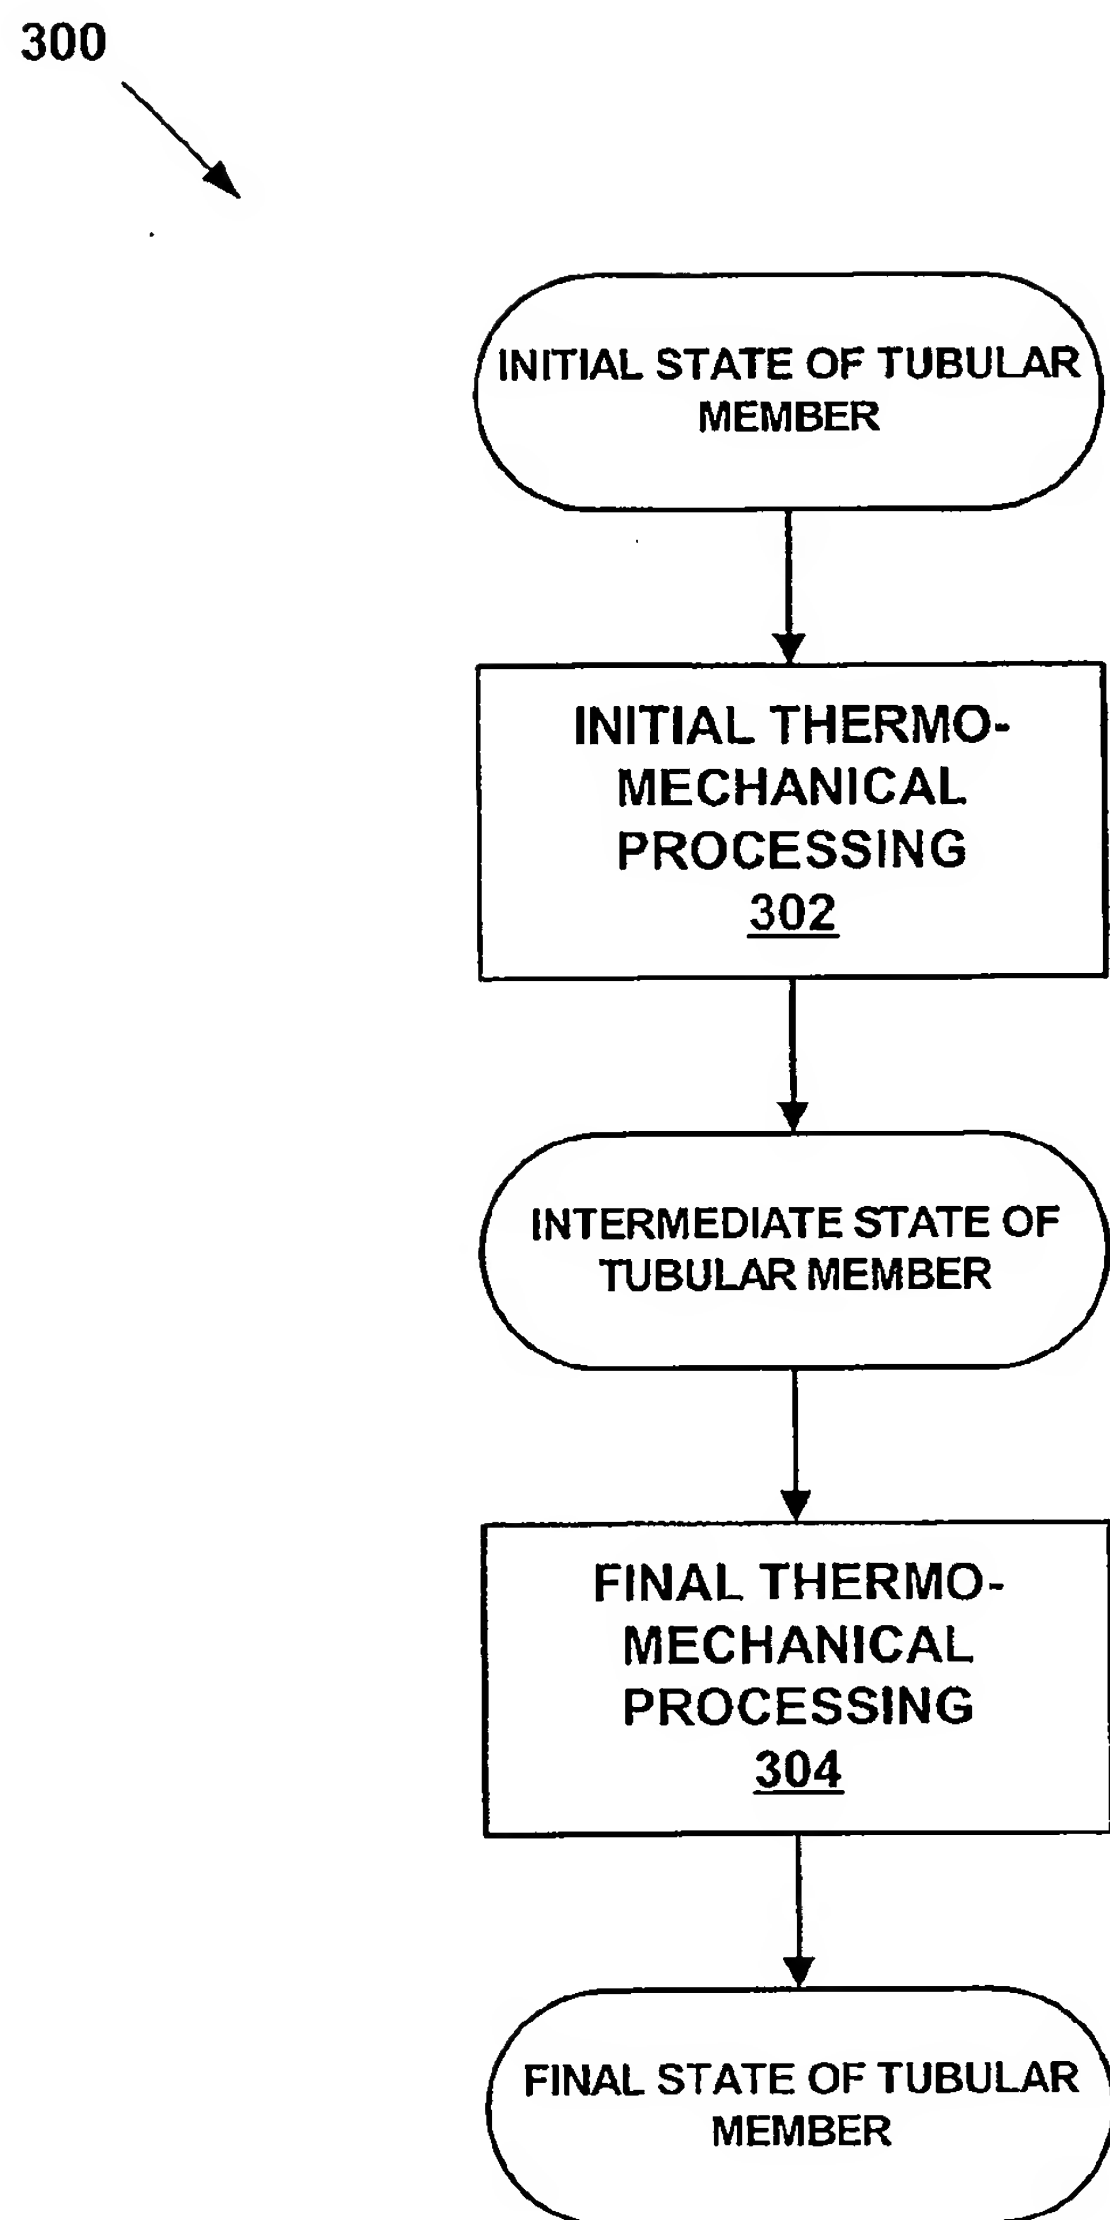 300
INITIAL STATE OF TUBULAR
MEMBER
INITIAL THERMO-
MECHANICAL
PROCESSING
302
INTERMEDIATE STATE OF
TUBULAR MEMBER
FINAL THERMO-
MECHANICAL
PROCESSING
304
FINAL STATE OF TUBULAR
MEMBER